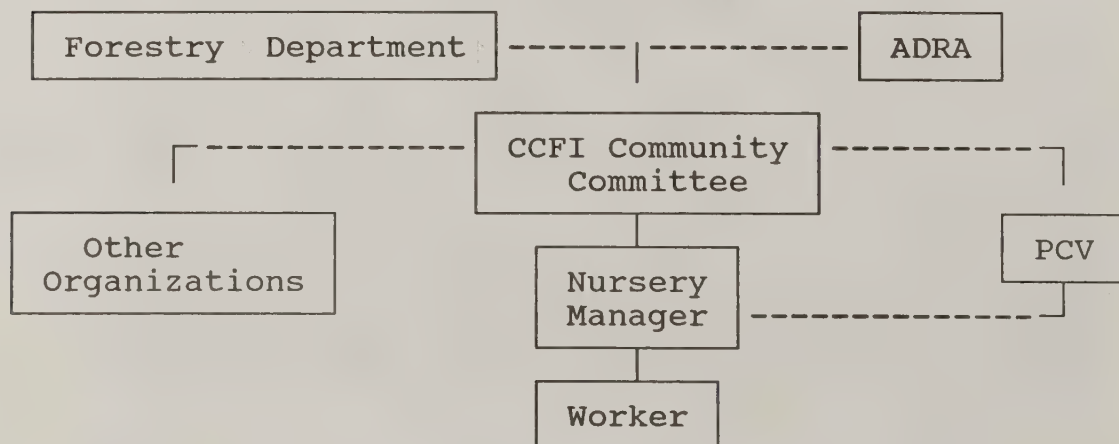 Forestry Department
ADRA
CCFI Community
Committee
Other
Organizations
PCV
Nursery
Manager
Worker